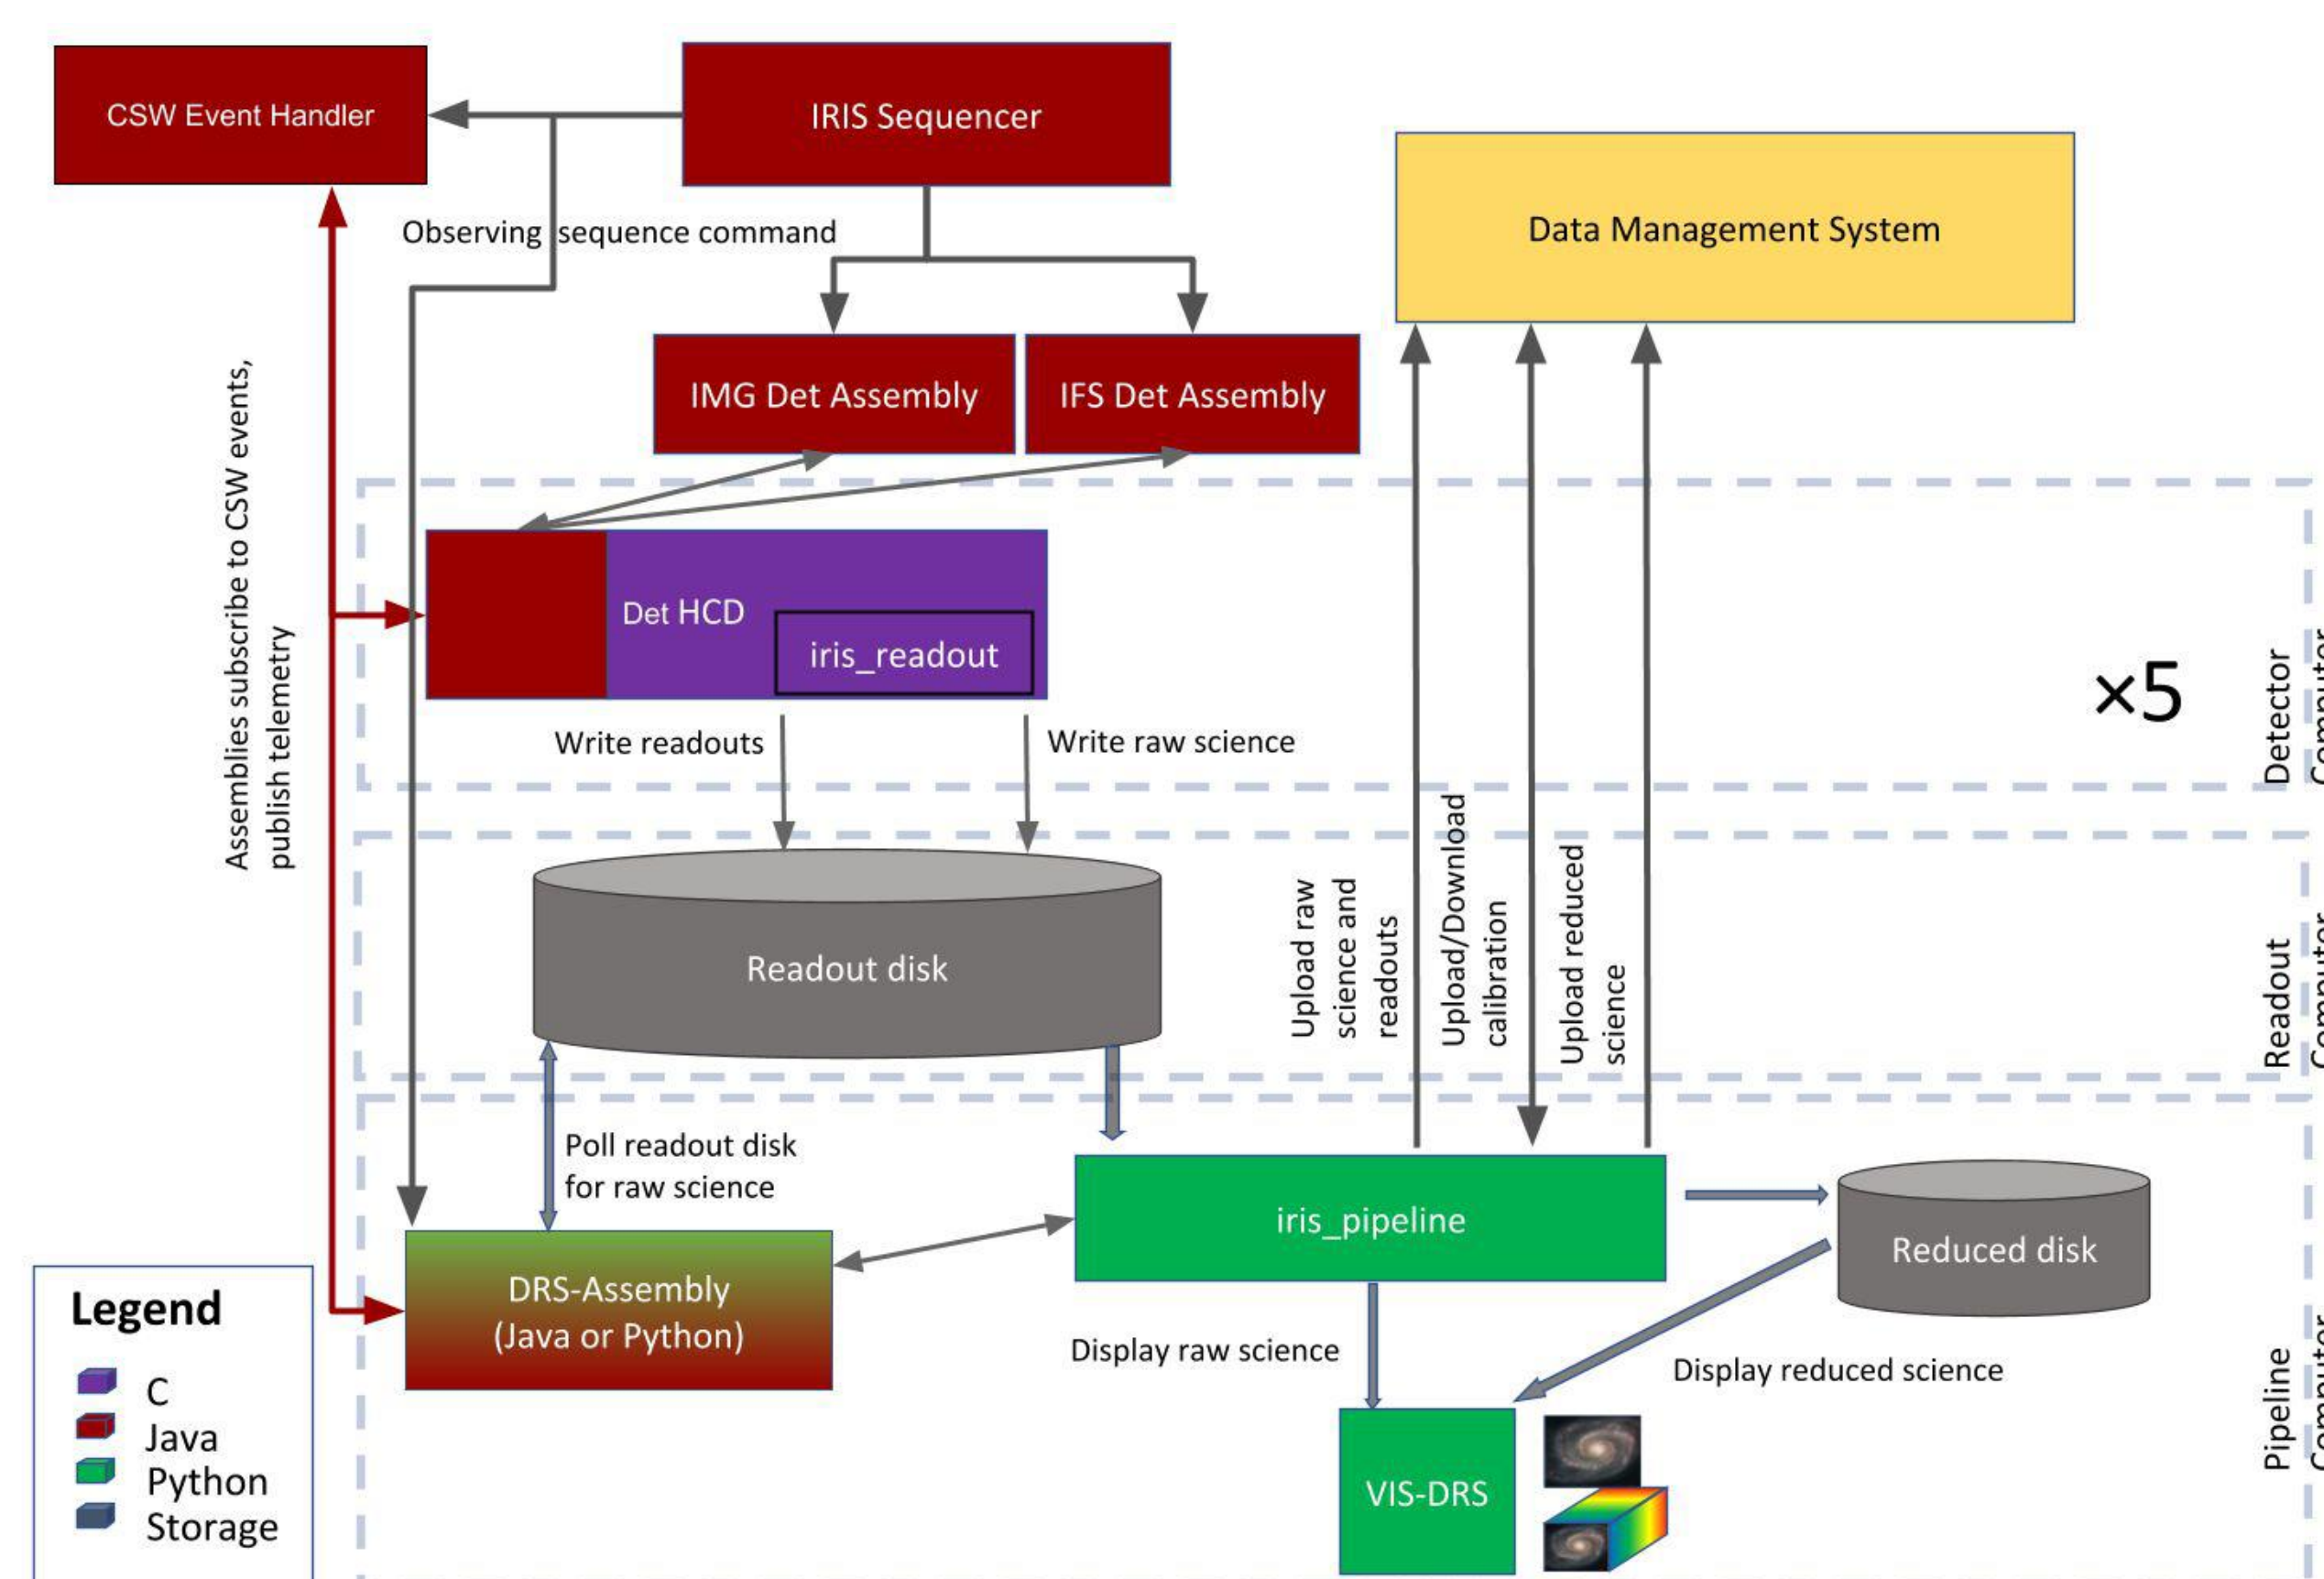 CSW Event Handler
IRIS Sequencer
Data Management System
Observing sequence command
IMG Det Assembly
IFS Det Assembly
Assemblies subscribe to CSW events,
publish telemetry
Det HCD
iris_readout
×5
Detector
Computer
Write readouts
Write raw science
Readout disk
Upload raw
science and
readouts
Upload/Download
calibration
Upload reduced
science
Readout
Computer
Poll readout disk
for raw science
iris_pipeline
Reduced disk
DRS-Assembly
(Java or Python)
Display raw science
Display reduced science
Pipeline
Computer
VIS-DRS
Legend
C
Java
Python
Storage